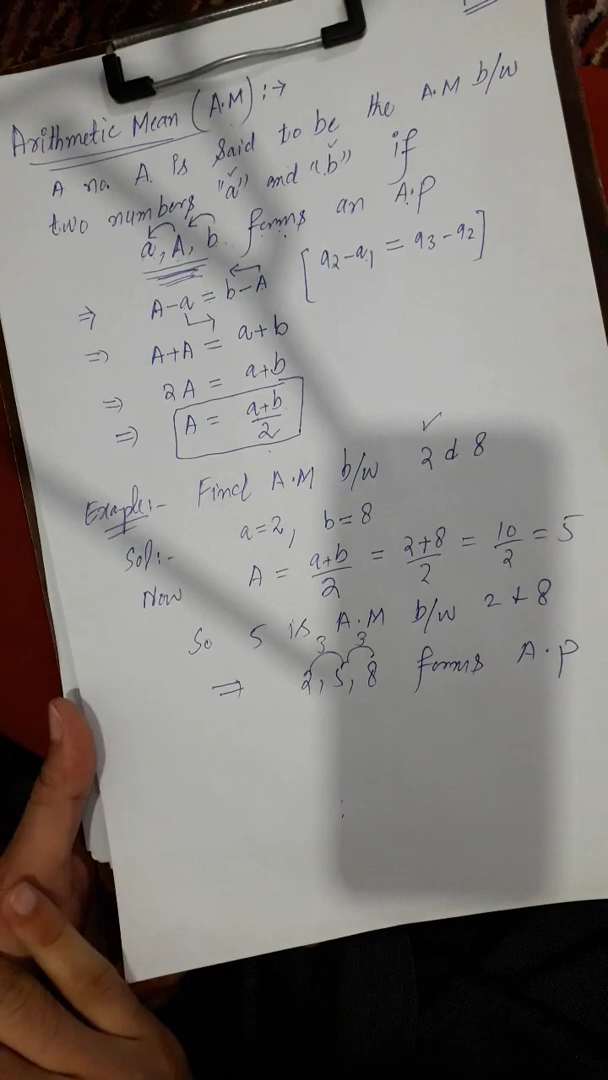 Arithmetic Mean (A.M) :→
A no. A. is said to be the A.M b/w
two numbers "a" and "b" if
a, A, b forms an A.P
⇒ A-a = b-A [a₂-a₁ = a₃-a₂]
⇒ A+A = a+b
⇒ 2A = a+b
⇒ A = a+b/2
Example:- Find A.M b/w 2 & 8
Sol:- a=2, b=8
Now A = a+b/2 = 2+8/2 = 10/2 = 5
So 5 is A.M b/w 2 & 8
3 3
⇒ 2, 5, 8 forms A.P